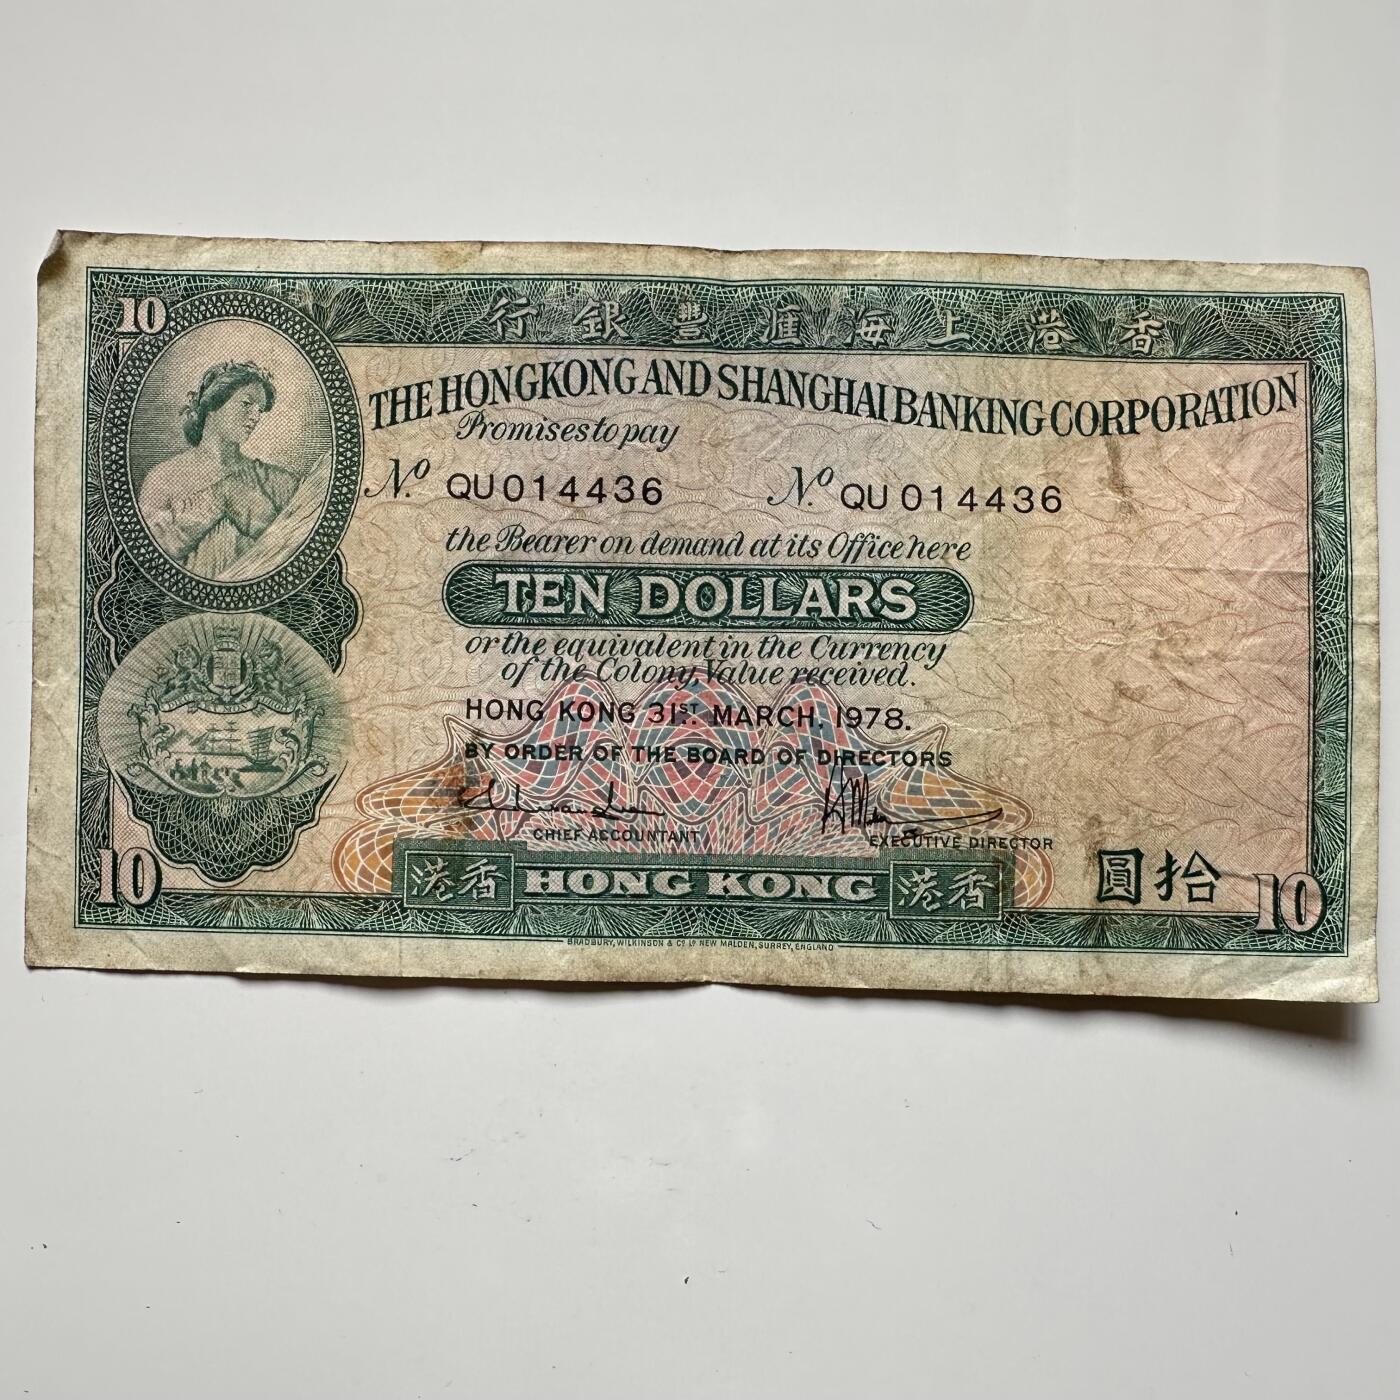 10
行銀豐滙海上港香
THE HONGKONG AND SHANGHAI BANKING CORPORATION
Promises to pay
No. QU014436 No. QU014436
the Bearer on demand at its Office here
TEN DOLLARS
or the equivalent in the Currency
of the Colony, Value received.
HONG KONG 31ST MARCH, 1978.
BY ORDER OF THE BOARD OF DIRECTORS
CHIEF ACCOUNTANT EXECUTIVE DIRECTOR
10 港香 HONG KONG 港香 圓拾 10
BRADBURY, WILKINSON & Co. Ld. NEW MALDEN, SURREY, ENGLAND